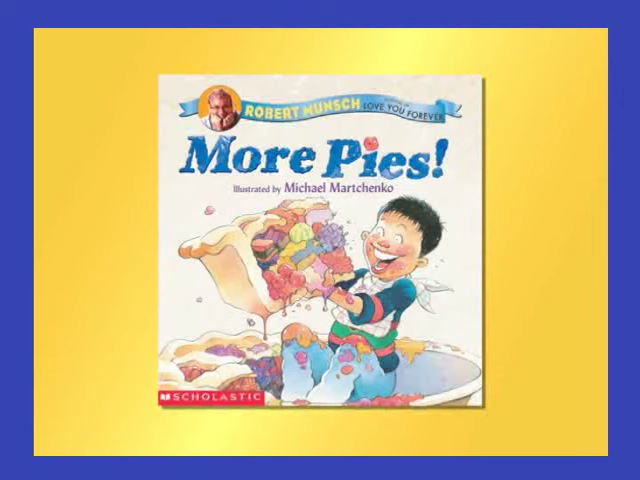 ROBERT MUNSCH
LOVE YOU FOREVER
More Pies!
Illustrated by Michael Martchenko
SCHOLASTIC